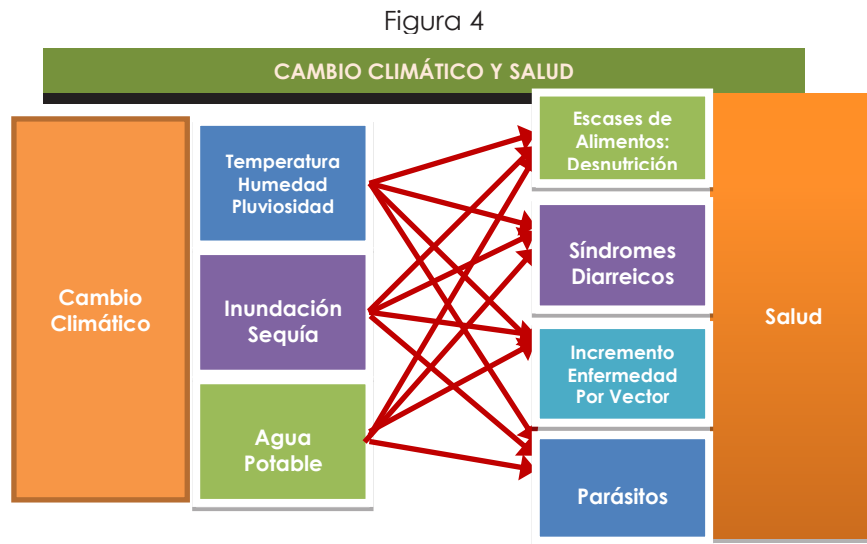 Figura 4
CAMBIO CLIMÁTICO Y SALUD
Cambio
Climático
Temperatura
Humedad
Pluviosidad
Inundación
Sequía
Agua
Potable
Escases de
Alimentos:
Desnutrición
Síndromes
Diarreicos
Incremento
Enfermedad
Por Vector
Parásitos
Salud